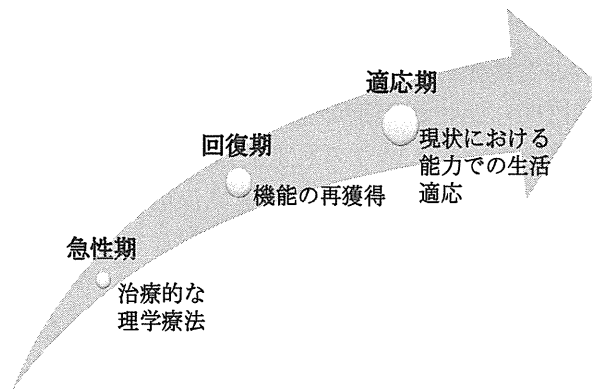 適応期
現状における
能力での生活
適応
回復期
機能の再獲得
急性期
治療的な
理学療法